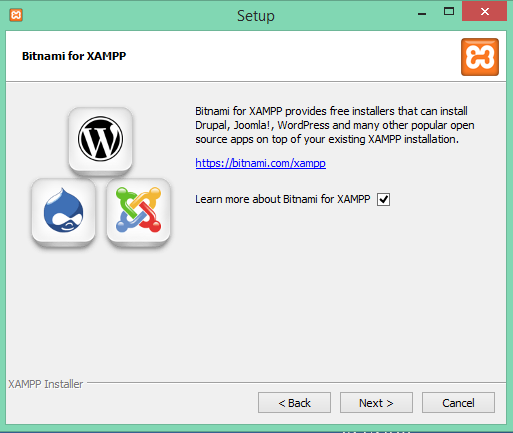 Setup
Bitnami for XAMPP
Bitnami for XAMPP provides free installers that can install
Drupal, Joomla!, WordPress and many other popular open
source apps on top of your existing XAMPP installation.
https://bitnami.com/xampp
Learn more about Bitnami for XAMPP
XAMPP Installer
< Back
Next >
Cancel